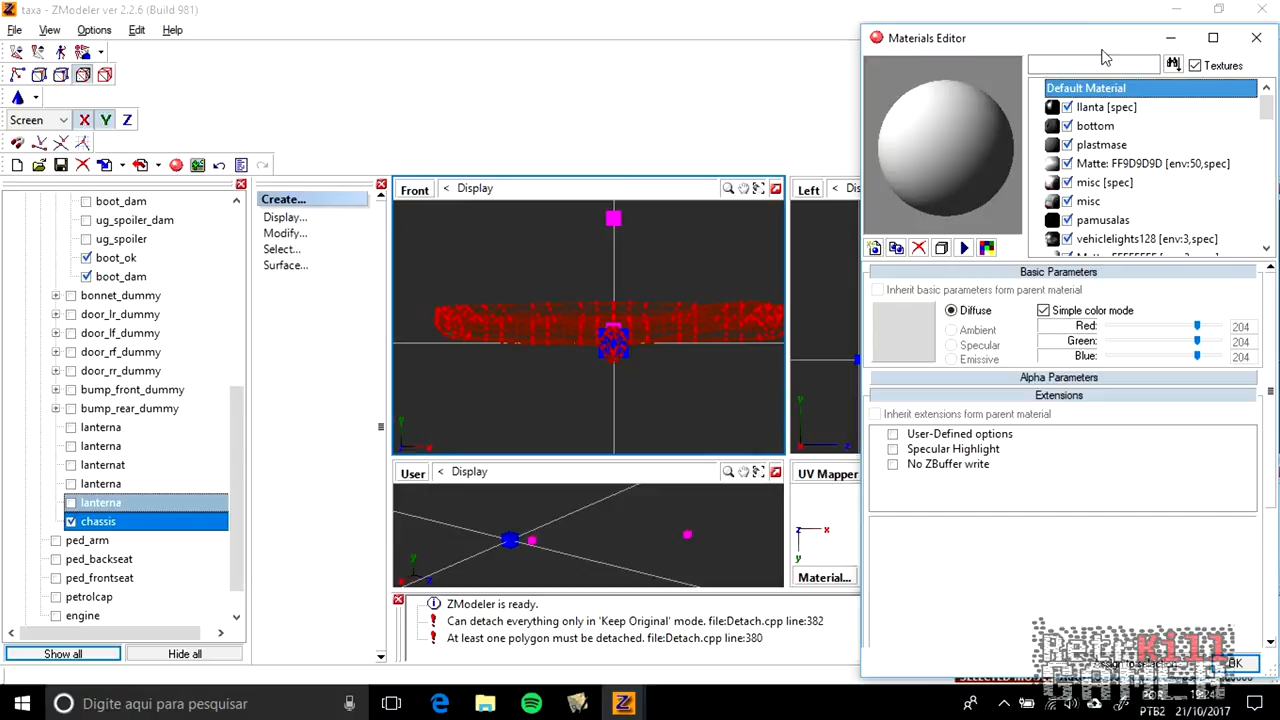 taxa - ZModeler ver 2.2.6 (Build 981)
File View Options Edit Help
Screen X Y Z
boot_dam
ug_spoiler_dam
ug_spoiler
boot_ok
boot_dam
bonnet_dummy
door_lr_dummy
door_lf_dummy
door_rf_dummy
door_rr_dummy
bump_front_dummy
bump_rear_dummy
lanterna
lanterna
lanternat
lanterna
lanterna
chassis
ped_arm
ped_backseat
ped_frontseat
petrolcap
engine
Show all
Hide all
Create...
Display...
Modify...
Select...
Surface...
Front < Display
Left
User < Display
UV Mapper
Material...
ZModeler is ready.
Can detach everything only in 'Keep Original' mode. file:Detach.cpp line:382
At least one polygon must be detached. file:Detach.cpp line:380
Materials Editor
Textures
Default Material
llanta [spec]
bottom
plastmase
Matte: FF9D9D9D [env:50,spec]
misc [spec]
misc
pamusalas
vehiclelights128 [env:3,spec]
Basic Parameters
Inherit basic parameters form parent material
Diffuse
Ambient
Specular
Emissive
Simple color mode
Red: 204
Green: 204
Blue: 204
Alpha Parameters
Extensions
Inherit extensions form parent material
User-Defined options
Specular Highlight
No ZBuffer write
OK
Digite aqui para pesquisar
PTB2
19:24
21/10/2017